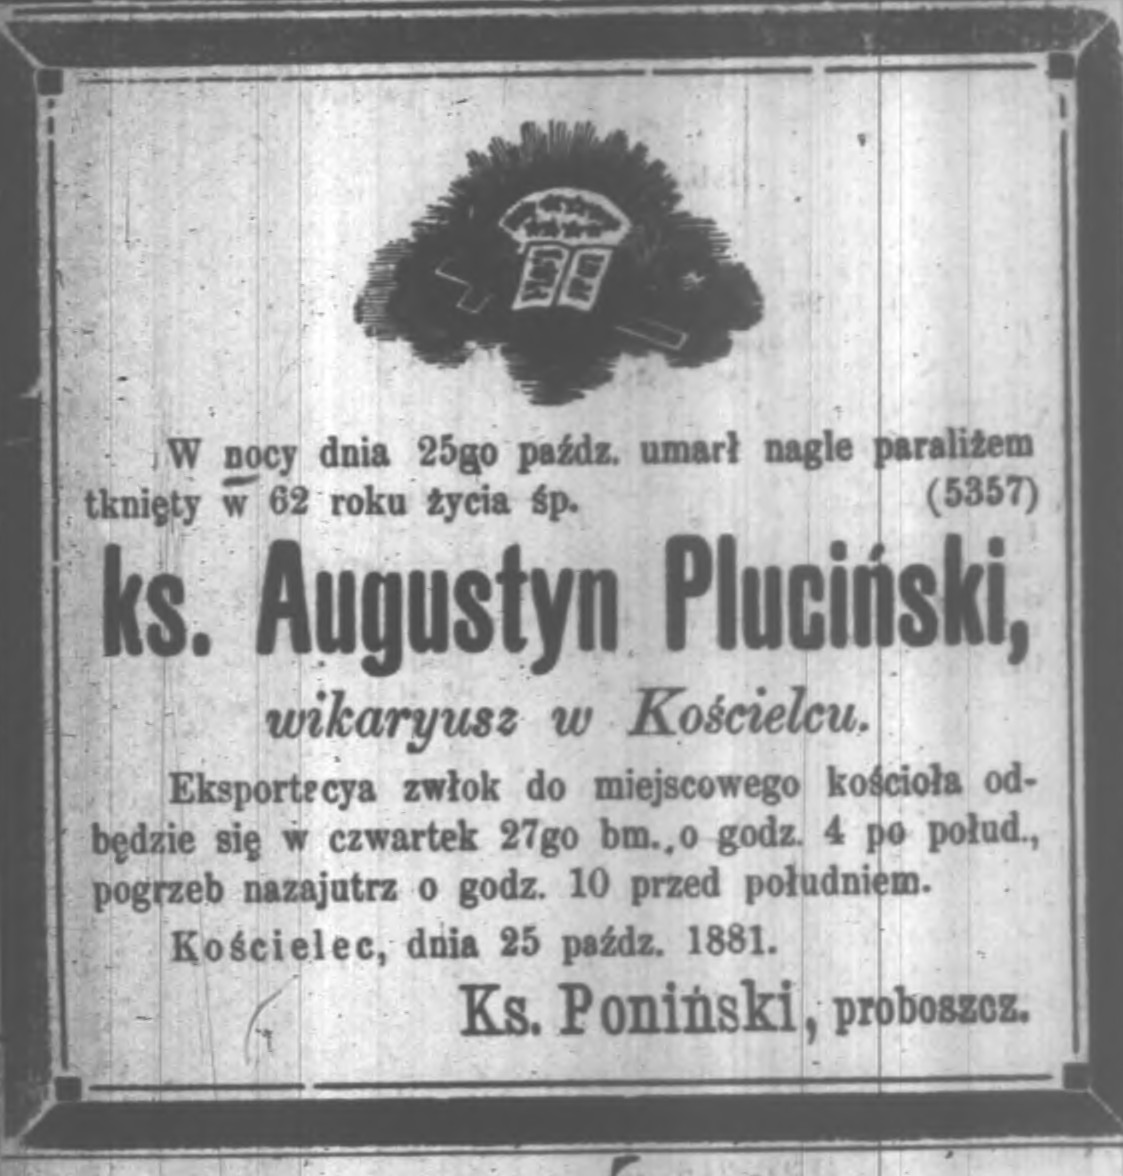 W nocy dnia 25go paźdz. umarł nagle paraliżem
tknięty w 62 roku życia śp. (5357)
ks. Augustyn Pluciński,
wikaryusz w Kościelcu.
Eksportacya zwłok do miejscowego kościoła od-
będzie się w czwartek 27go bm. o godz. 4 po połud.,
pogrzeb nazajutrz o godz. 10 przed południem.
Kościelec, dnia 25 paźdz. 1881.
Ks. Poniński, proboszcz.